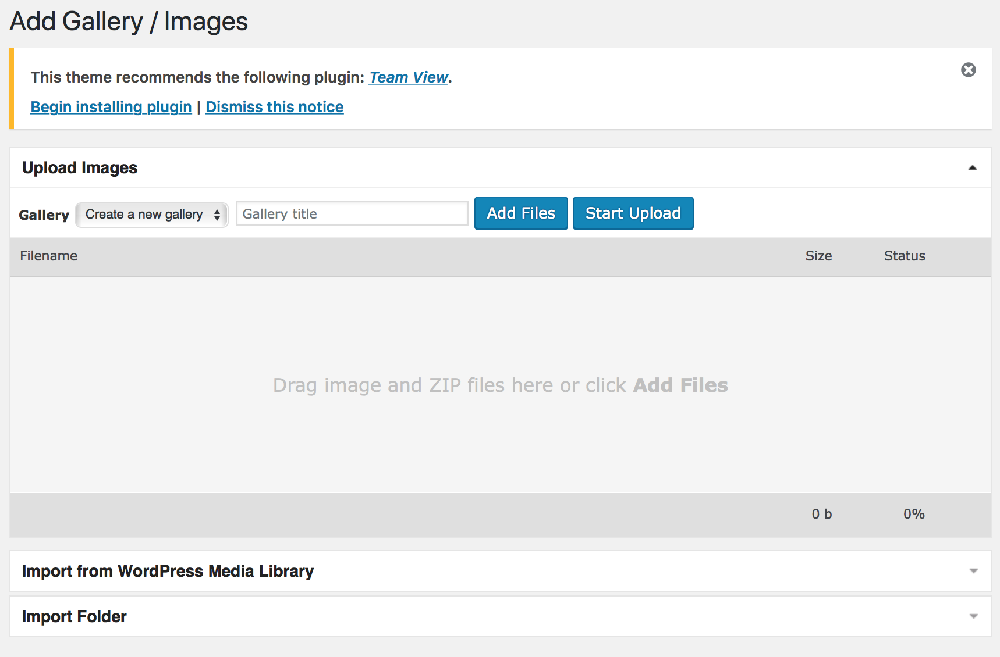 Add Gallery / Images
This theme recommends the following plugin: Team View.
Begin installing plugin | Dismiss this notice
Upload Images
Gallery Create a new gallery Gallery title Add Files Start Upload
Filename Size Status
Drag image and ZIP files here or click Add Files
0 b 0%
Import from WordPress Media Library
Import Folder